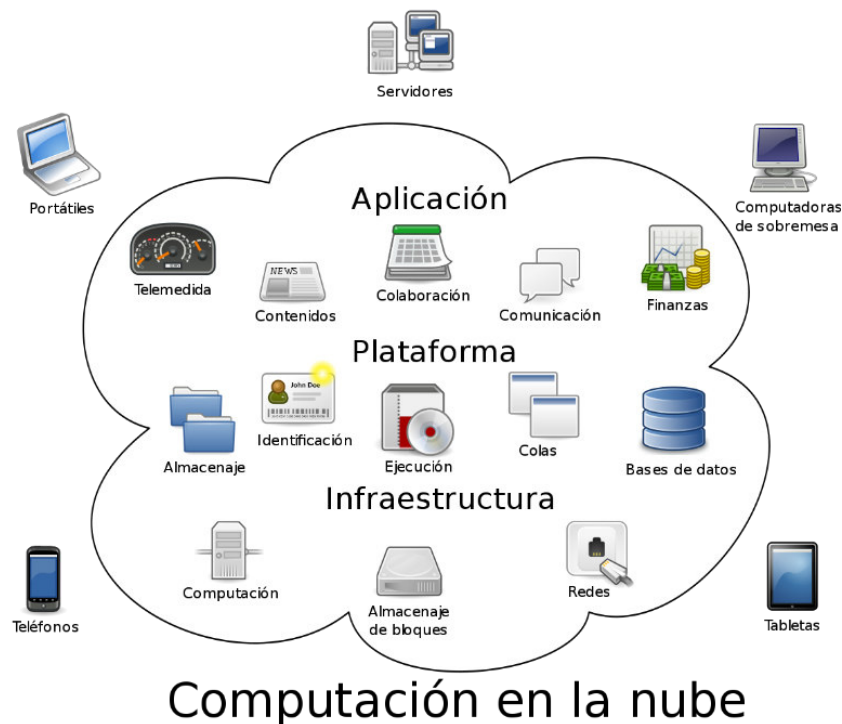 Servidores
Portátiles
Computadoras
de sobremesa
Aplicación
Telemedida
NEWS
Contenidos
Colaboración
Comunicación
Finanzas
Plataforma
Almacenaje
John Doe
Identificación
Ejecución
Colas
Bases de datos
Infraestructura
Computación
Almacenaje
de bloques
Redes
Teléfonos
Tabletas
Computación en la nube